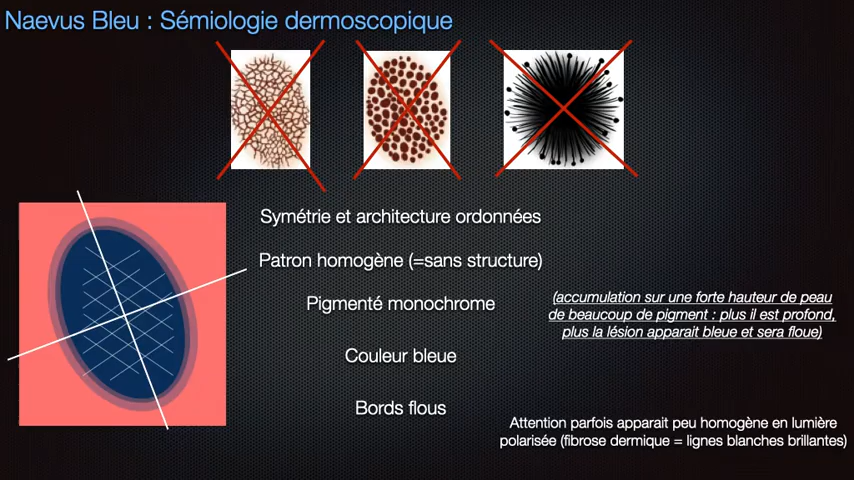 Naevus Bleu : Sémiologie dermoscopique
Symétrie et architecture ordonnées
Patron homogène (=sans structure)
Pigmenté monochrome
(accumulation sur une forte hauteur de peau
de beaucoup de pigment : plus il est profond,
plus la lésion apparait bleue et sera floue)
Couleur bleue
Bords flous
Attention parfois apparait peu homogène en lumière
polarisée (fibrose dermique = lignes blanches brillantes)